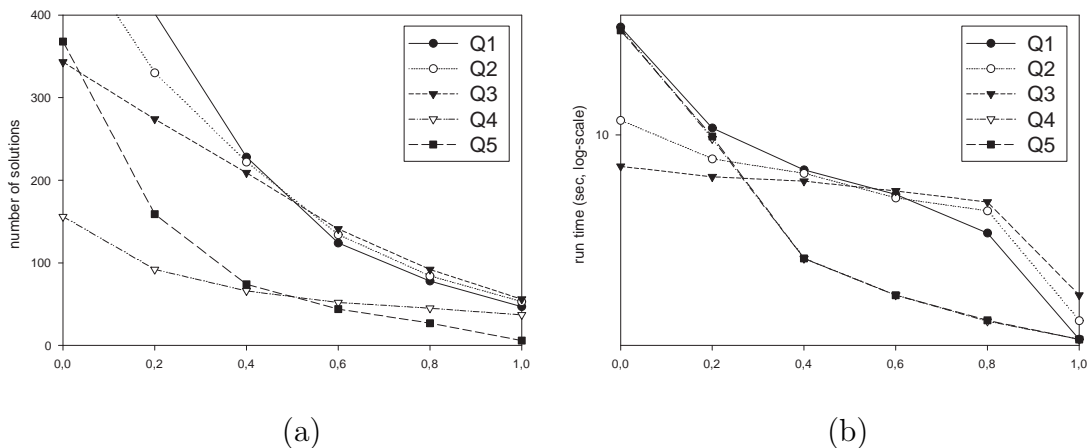 number of solutions
400
300
200
100
0
0,0 0,2 0,4 0,6 0,8 1,0
Q1
Q2
Q3
Q4
Q5
(a)
run time (sec, log-scale)
10
0,0 0,2 0,4 0,6 0,8 1,0
Q1
Q2
Q3
Q4
Q5
(b)